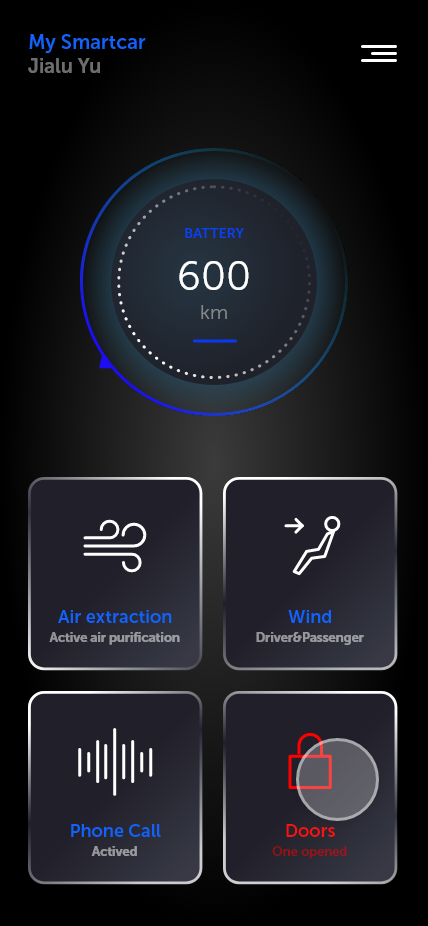 My Smartcar
Jialu Yu
BATTERY
600
km
Air extraction
Active air purification
Wind
Driver&Passenger
Phone Call
Actived
Doors
One opened